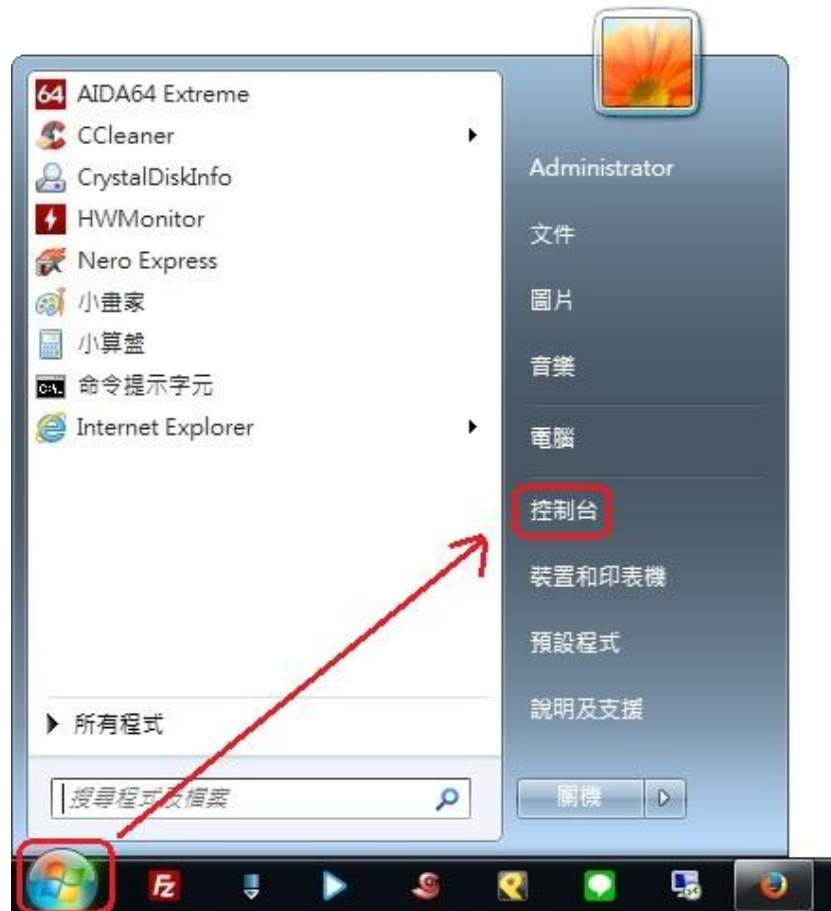 64 AIDA64 Extreme
CCleaner
CrystalDiskInfo
HWMonitor
Nero Express
小畫家
小算盤
命令提示字元
Internet Explorer
所有程式
搜尋程式及檔案
Administrator
文件
圖片
音樂
電腦
控制台
裝置和印表機
預設程式
說明及支援
關機
Fz